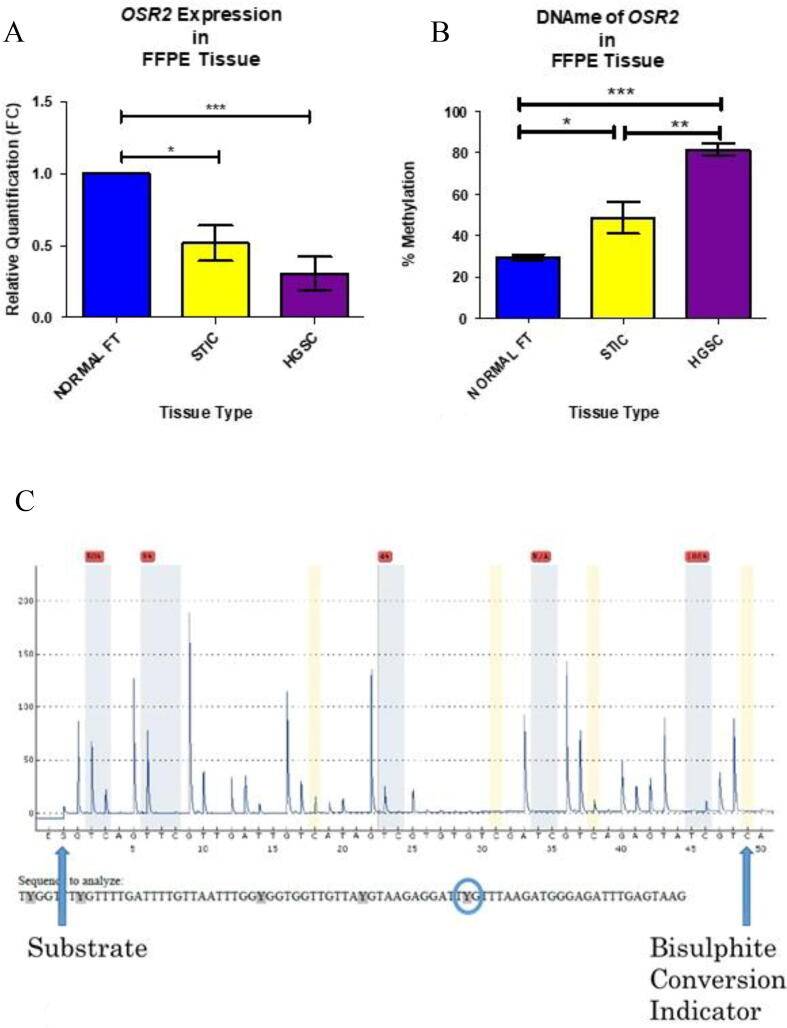 A
OSR2 Expression
in
FFPE Tissue
Relative Quantification (FC)
1.5
1.0
0.5
0.0
***
*
NORMAL FT
STIC
HGSC
Tissue Type
B
DNAme of OSR2
in
FFPE Tissue
% Methylation
100
80
60
40
20
0
***
*
**
NORMAL FT
STIC
HGSC
Tissue Type
C
N/A
100%
200
150
100
50
0
E S G T C A G T T C G T T G A T T G T C A T A G T C G T G T G T C G A T C G T C A G A G T A T C G T C A
5
10
15
20
25
30
35
40
45
50
Sequence to analyze:
Substrate
Bisulphite
Conversion
Indicator